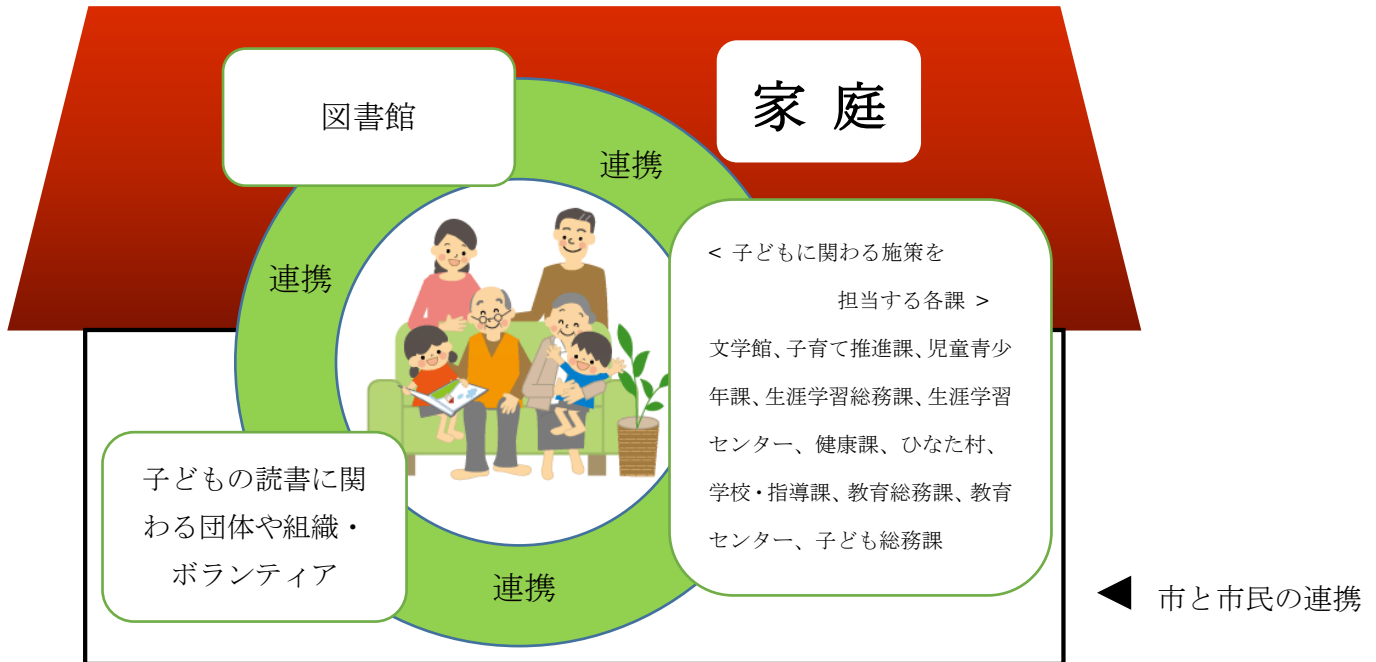 図書館
家 庭
連携
連携
< 子どもに関わる施策を
担当する各課 >
文学館、子育て推進課、児童青少
年課、生涯学習総務課、生涯学習
センター、健康課、ひなた村、
学校・指導課、教育総務課、教育
センター、子ども総務課
子どもの読書に関
わる団体や組織・
ボランティア
連携
◀ 市と市民の連携